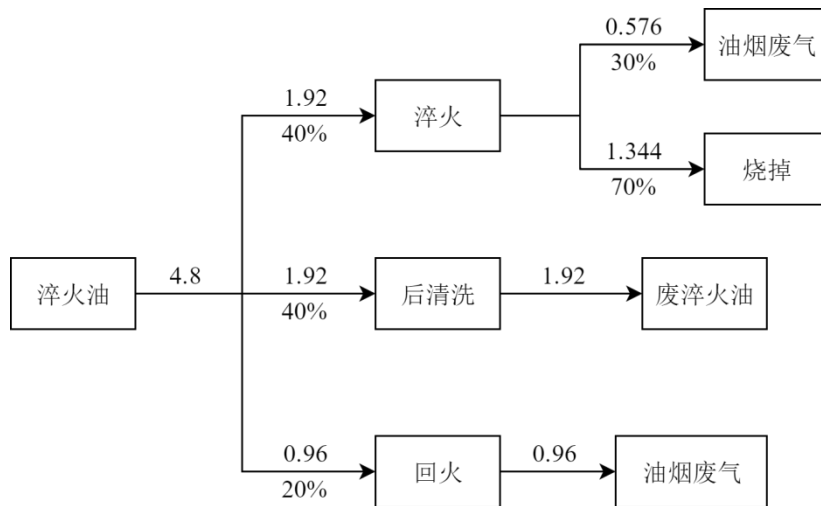 0.576
30%
油烟废气
1.92
40%
淬火
1.344
70%
烧掉
淬火油
4.8
1.92
40%
后清洗
1.92
废淬火油
0.96
20%
回火
0.96
油烟废气